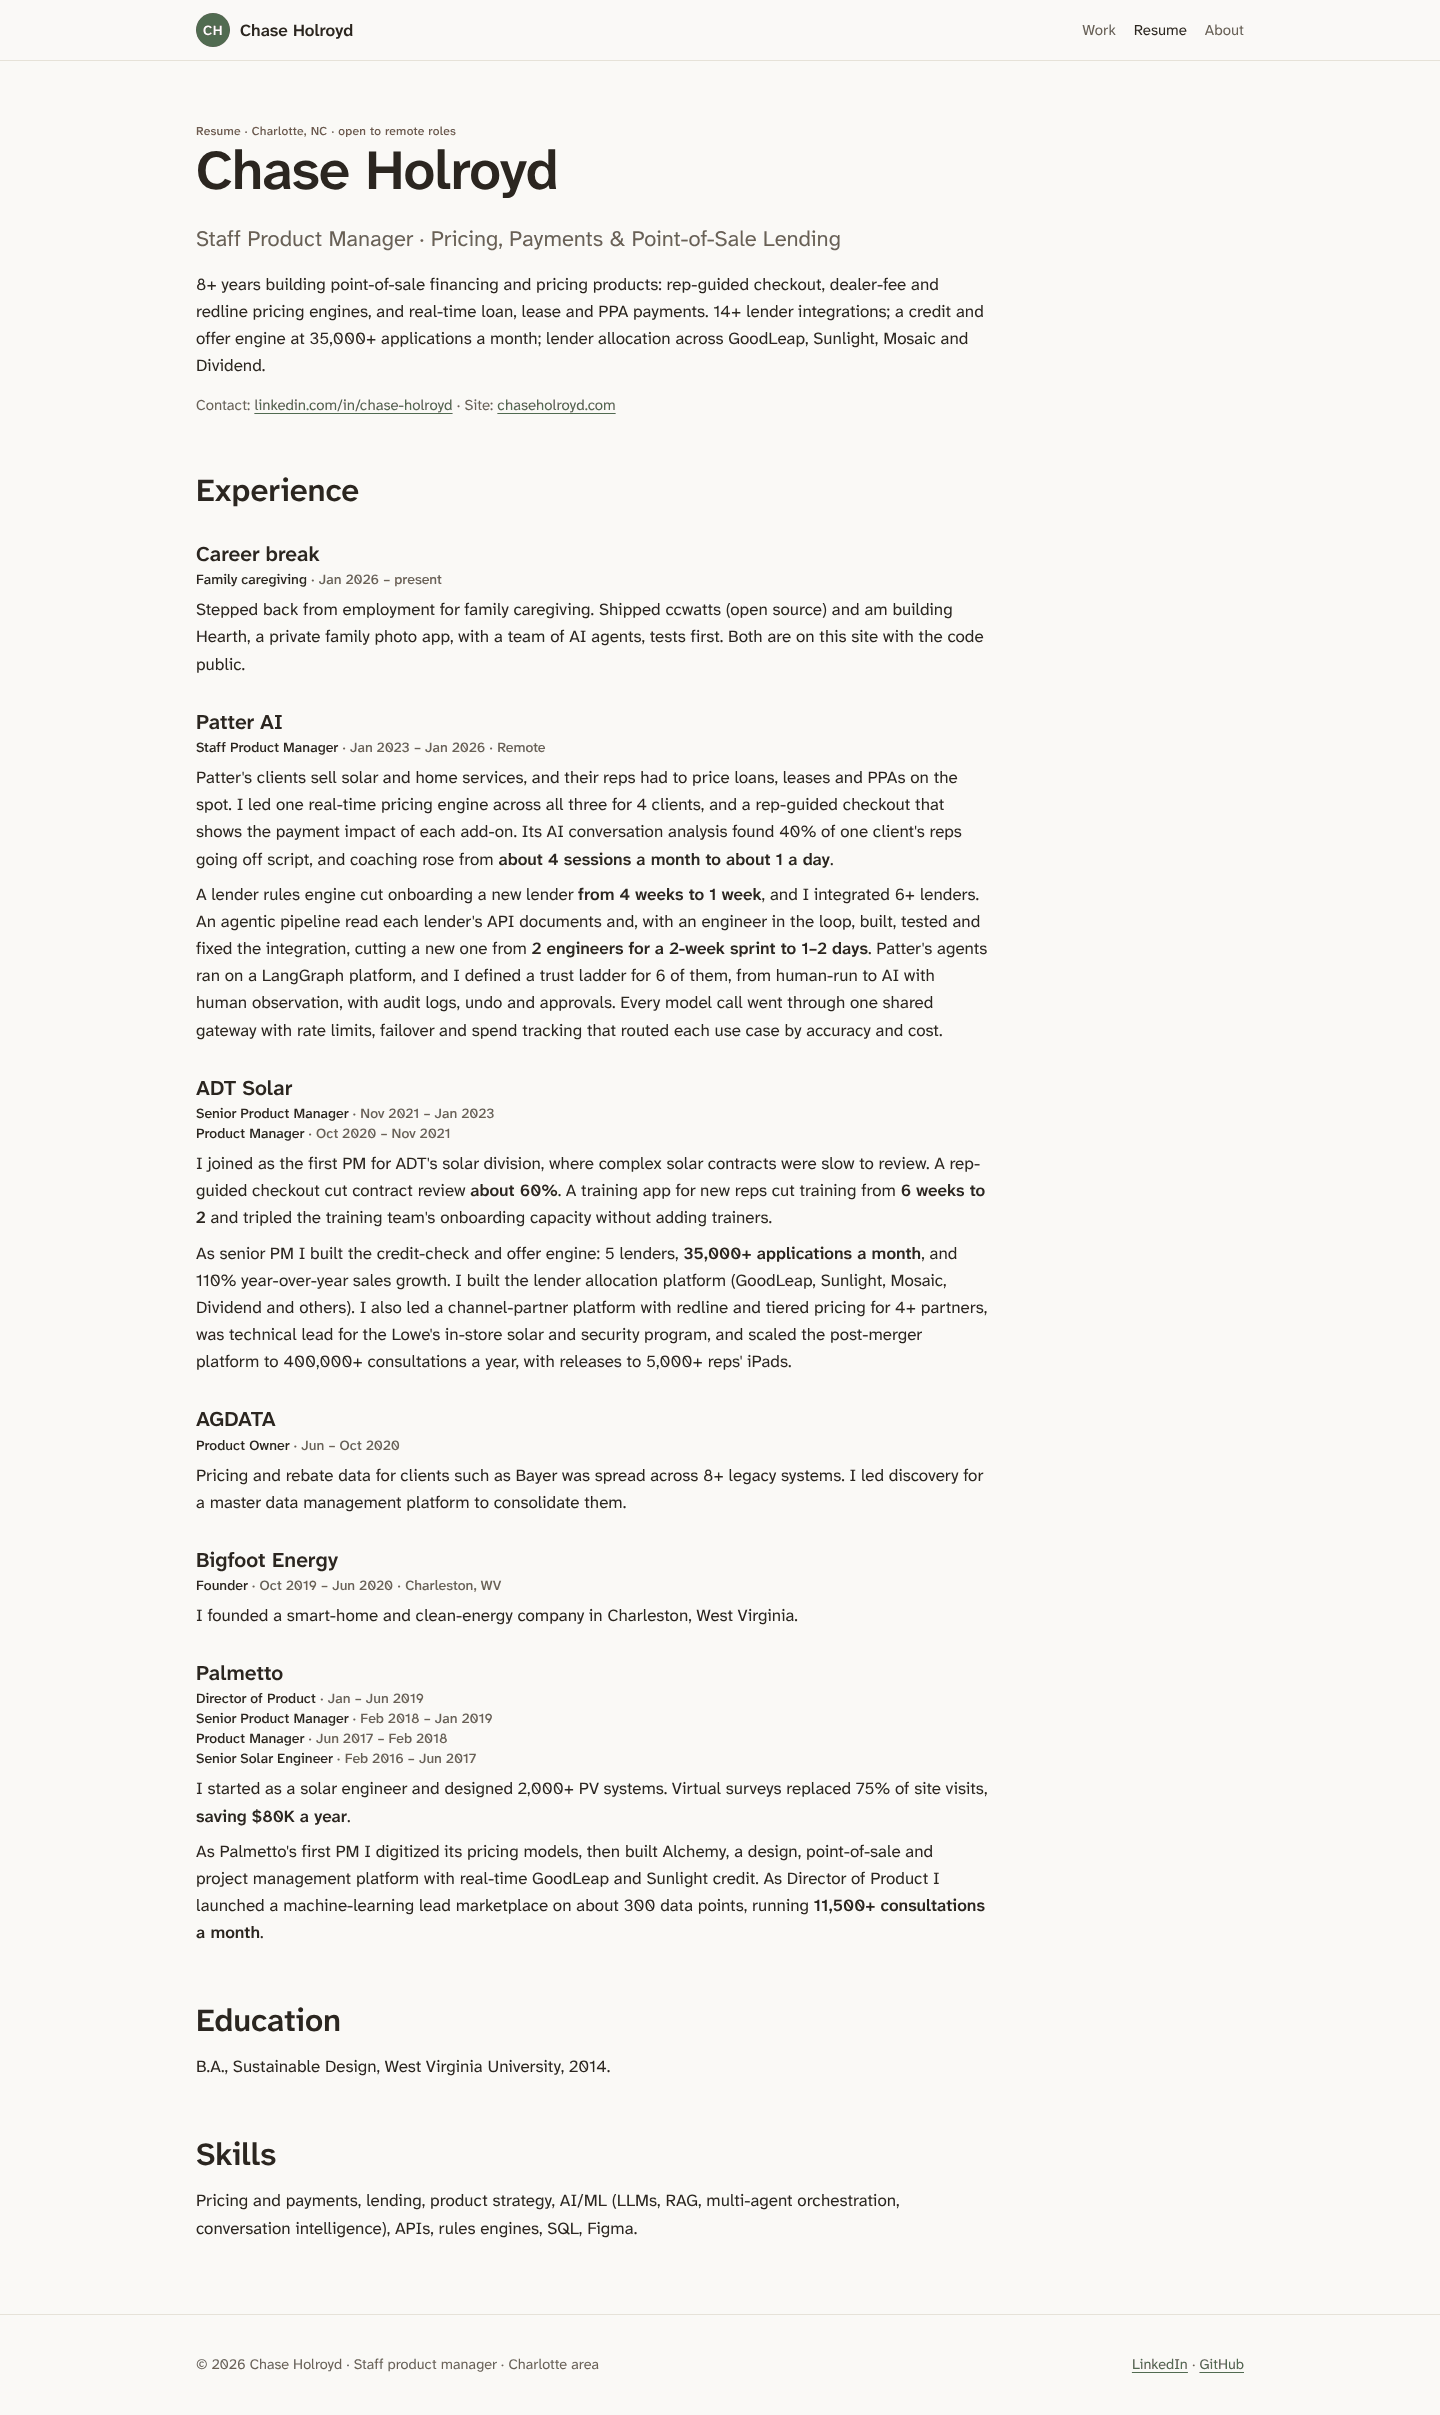 CH Chase Holroyd
Work Resume About
Resume · Charlotte, NC · open to remote roles
Chase Holroyd
Staff Product Manager · Pricing, Payments & Point-of-Sale Lending
8+ years building point-of-sale financing and pricing products: rep-guided checkout, dealer-fee and
redline pricing engines, and real-time loan, lease and PPA payments. 14+ lender integrations; a credit and
offer engine at 35,000+ applications a month; lender allocation across GoodLeap, Sunlight, Mosaic and
Dividend.
Contact: linkedin.com/in/chase-holroyd · Site: chaseholroyd.com
Experience
Career break
Family caregiving · Jan 2026 – present
Stepped back from employment for family caregiving. Shipped ccwatts (open source) and am building
Hearth, a private family photo app, with a team of AI agents, tests first. Both are on this site with the code
public.
Patter AI
Staff Product Manager · Jan 2023 – Jan 2026 · Remote
Patter's clients sell solar and home services, and their reps had to price loans, leases and PPAs on the
spot. I led one real-time pricing engine across all three for 4 clients, and a rep-guided checkout that
shows the payment impact of each add-on. Its AI conversation analysis found 40% of one client's reps
going off script, and coaching rose from about 4 sessions a month to about 1 a day.
A lender rules engine cut onboarding a new lender from 4 weeks to 1 week, and I integrated 6+ lenders.
An agentic pipeline read each lender's API documents and, with an engineer in the loop, built, tested and
fixed the integration, cutting a new one from 2 engineers for a 2-week sprint to 1–2 days. Patter's agents
ran on a LangGraph platform, and I defined a trust ladder for 6 of them, from human-run to AI with
human observation, with audit logs, undo and approvals. Every model call went through one shared
gateway with rate limits, failover and spend tracking that routed each use case by accuracy and cost.
ADT Solar
Senior Product Manager · Nov 2021 – Jan 2023
Product Manager · Oct 2020 – Nov 2021
I joined as the first PM for ADT's solar division, where complex solar contracts were slow to review. A rep-
guided checkout cut contract review about 60%. A training app for new reps cut training from 6 weeks to
2 and tripled the training team's onboarding capacity without adding trainers.
As senior PM I built the credit-check and offer engine: 5 lenders, 35,000+ applications a month, and
110% year-over-year sales growth. I built the lender allocation platform (GoodLeap, Sunlight, Mosaic,
Dividend and others). I also led a channel-partner platform with redline and tiered pricing for 4+ partners,
was technical lead for the Lowe's in-store solar and security program, and scaled the post-merger
platform to 400,000+ consultations a year, with releases to 5,000+ reps' iPads.
AGDATA
Product Owner · Jun – Oct 2020
Pricing and rebate data for clients such as Bayer was spread across 8+ legacy systems. I led discovery for
a master data management platform to consolidate them.
Bigfoot Energy
Founder · Oct 2019 – Jun 2020 · Charleston, WV
I founded a smart-home and clean-energy company in Charleston, West Virginia.
Palmetto
Director of Product · Jan – Jun 2019
Senior Product Manager · Feb 2018 – Jan 2019
Product Manager · Jun 2017 – Feb 2018
Senior Solar Engineer · Feb 2016 – Jun 2017
I started as a solar engineer and designed 2,000+ PV systems. Virtual surveys replaced 75% of site visits,
saving $80K a year.
As Palmetto's first PM I digitized its pricing models, then built Alchemy, a design, point-of-sale and
project management platform with real-time GoodLeap and Sunlight credit. As Director of Product I
launched a machine-learning lead marketplace on about 300 data points, running 11,500+ consultations
a month.
Education
B.A., Sustainable Design, West Virginia University, 2014.
Skills
Pricing and payments, lending, product strategy, AI/ML (LLMs, RAG, multi-agent orchestration,
conversation intelligence), APIs, rules engines, SQL, Figma.
© 2026 Chase Holroyd · Staff product manager · Charlotte area
LinkedIn · GitHub